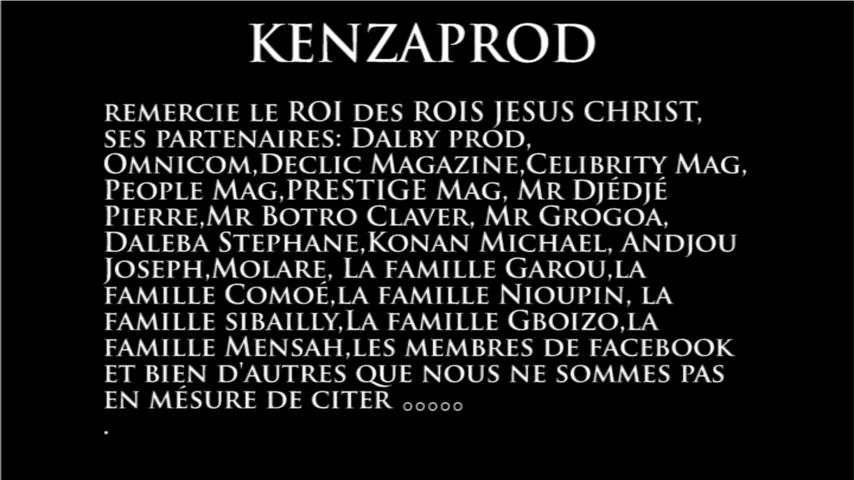 KENZAPROD
REMERCIE LE ROI DES ROIS JESUS CHRIST,
SES PARTENAIRES: DALBY PROD,
OMNICOM,DECLIC MAGAZINE,CELIBRITY MAG,
PEOPLE MAG,PRESTIGE MAG, MR DJÉDJÉ
PIERRE,MR BOTRO CLAVER, MR GROGOA,
DALEBA STEPHANE,KONAN MICHAEL, ANDJOU
JOSEPH,MOLARE, LA FAMILLE GAROU,LA
FAMILLE COMOÉ,LA FAMILLE NIOUPIN, LA
FAMILLE SIBAILLY,LA FAMILLE GBOIZO,LA
FAMILLE MENSAH,LES MEMBRES DE FACEBOOK
ET BIEN D'AUTRES QUE NOUS NE SOMMES PAS
EN MÉSURE DE CITER °°°°°
.